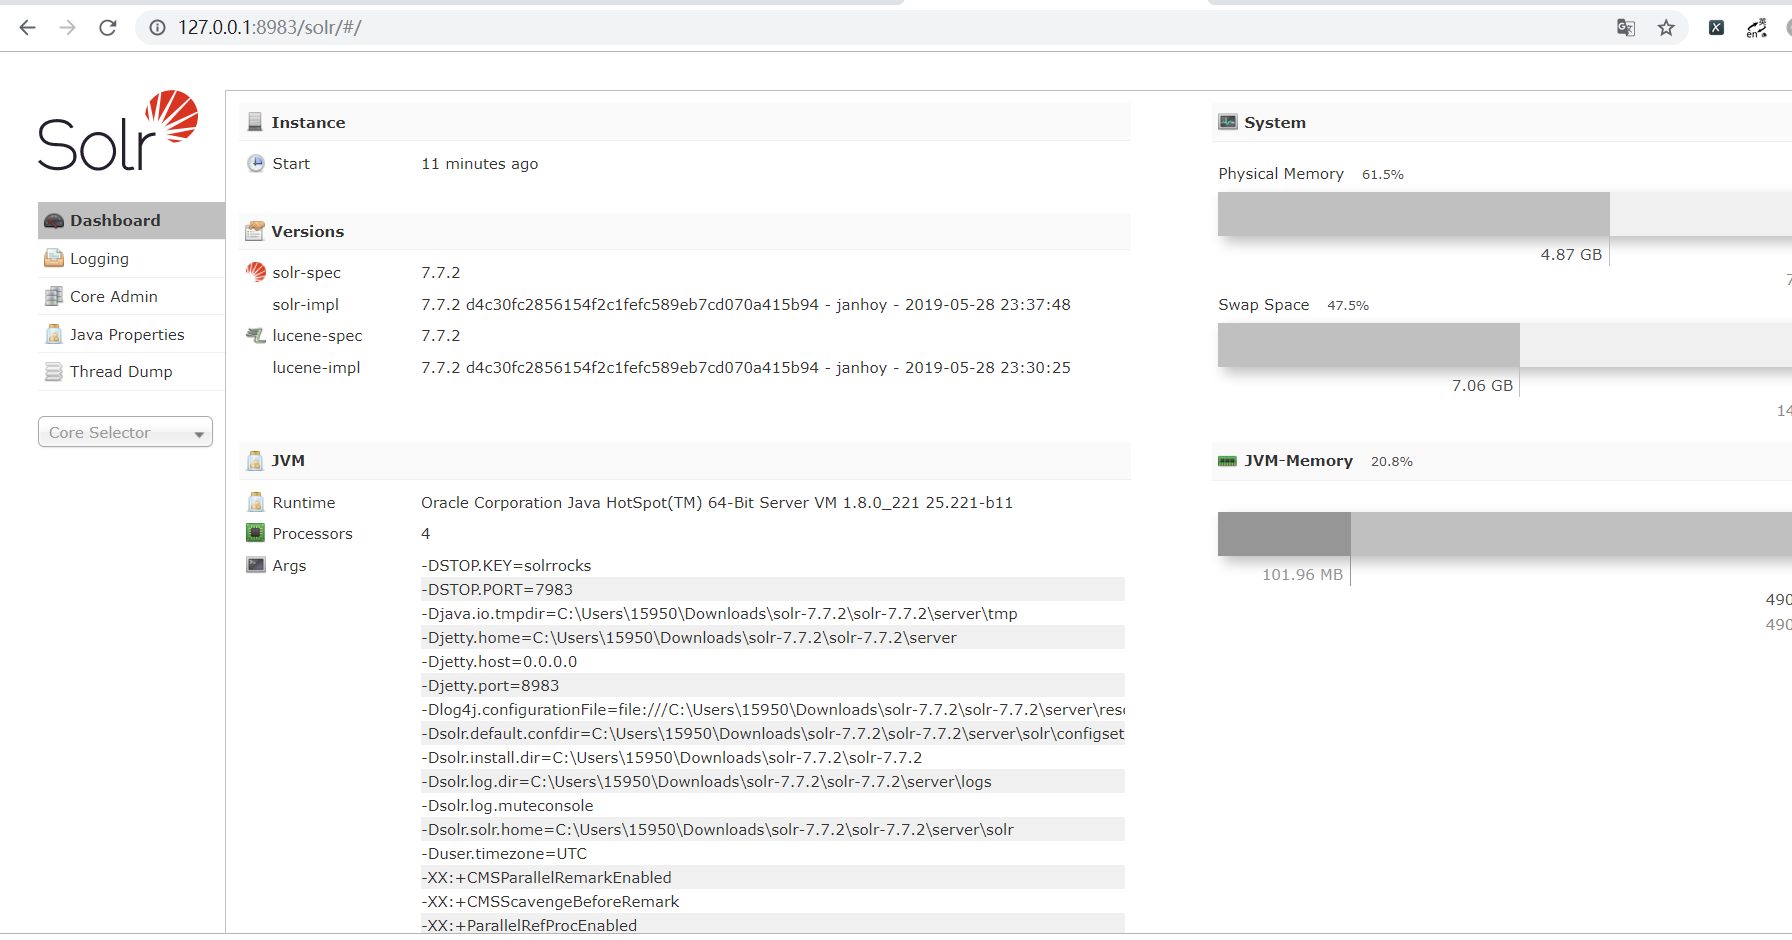 127.0.0.1:8983/solr/#/
Solr
Dashboard
Logging
Core Admin
Java Properties
Thread Dump
Core Selector
Instance
Start 11 minutes ago
Versions
solr-spec 7.7.2
solr-impl 7.7.2 d4c30fc2856154f2c1fefc589eb7cd070a415b94 - janhoy - 2019-05-28 23:37:48
lucene-spec 7.7.2
lucene-impl 7.7.2 d4c30fc2856154f2c1fefc589eb7cd070a415b94 - janhoy - 2019-05-28 23:30:25
JVM
Runtime Oracle Corporation Java HotSpot(TM) 64-Bit Server VM 1.8.0_221 25.221-b11
Processors 4
Args -DSTOP.KEY=solrrocks
-DSTOP.PORT=7983
-Djava.io.tmpdir=C:\Users\15950\Downloads\solr-7.7.2\solr-7.7.2\server\tmp
-Djetty.home=C:\Users\15950\Downloads\solr-7.7.2\solr-7.7.2\server
-Djetty.host=0.0.0.0
-Djetty.port=8983
-Dlog4j.configurationFile=file:///C:\Users\15950\Downloads\solr-7.7.2\solr-7.7.2\server\reso
-Dsolr.default.confdir=C:\Users\15950\Downloads\solr-7.7.2\solr-7.7.2\server\solr\configset
-Dsolr.install.dir=C:\Users\15950\Downloads\solr-7.7.2\solr-7.7.2
-Dsolr.log.dir=C:\Users\15950\Downloads\solr-7.7.2\solr-7.7.2\server\logs
-Dsolr.log.muteconsole
-Dsolr.solr.home=C:\Users\15950\Downloads\solr-7.7.2\solr-7.7.2\server\solr
-Duser.timezone=UTC
-XX:+CMSParallelRemarkEnabled
-XX:+CMSScavengeBeforeRemark
-XX:+ParallelRefProcEnabled
System
Physical Memory 61.5%
4.87 GB
7
Swap Space 47.5%
7.06 GB
14
JVM-Memory 20.8%
101.96 MB
490
490